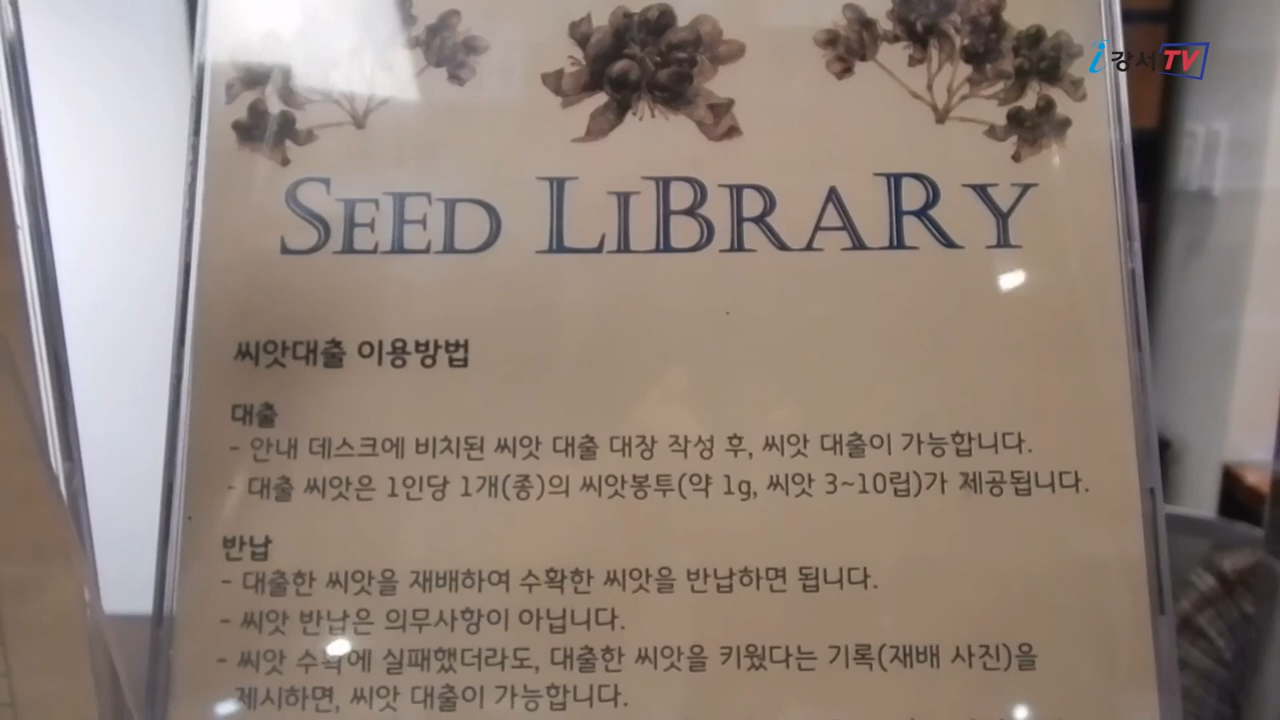 i강서TV
SEED LiBRARY
씨앗대출 이용방법
대출
- 안내 데스크에 비치된 씨앗 대출 대장 작성 후, 씨앗 대출이 가능합니다.
- 대출 씨앗은 1인당 1개(종)의 씨앗봉투(약 1g, 씨앗 3~10립)가 제공됩니다.
반납
- 대출한 씨앗을 재배하여 수확한 씨앗을 반납하면 됩니다.
- 씨앗 반납은 의무사항이 아닙니다.
- 씨앗 수확에 실패했더라도, 대출한 씨앗을 키웠다는 기록(재배 사진)을
제시하면, 씨앗 대출이 가능합니다.